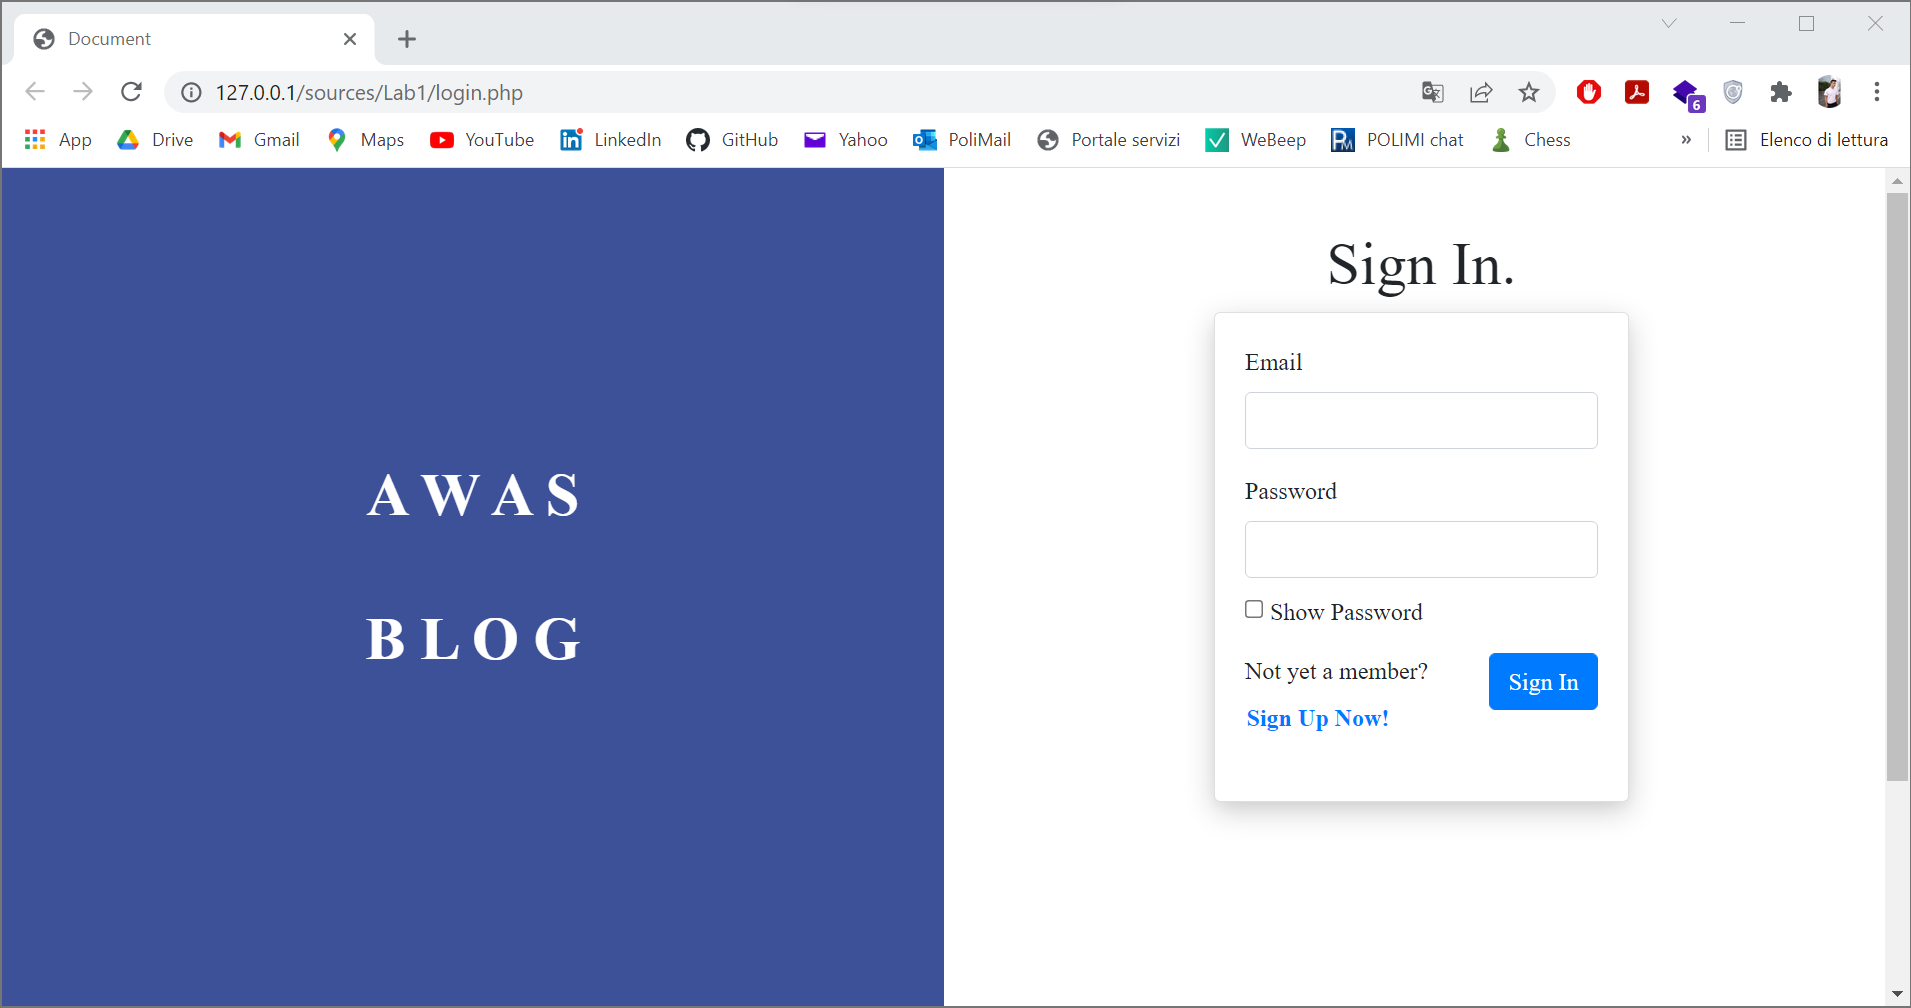 Document
127.0.0.1/sources/Lab1/login.php
6
App Drive Gmail Maps YouTube LinkedIn GitHub Yahoo PoliMail Portale servizi WeBeep POLIMI chat Chess » Elenco di lettura
Sign In.
Email
Password
Show Password
Not yet a member?
Sign In
Sign Up Now!
AWAS
BLOG